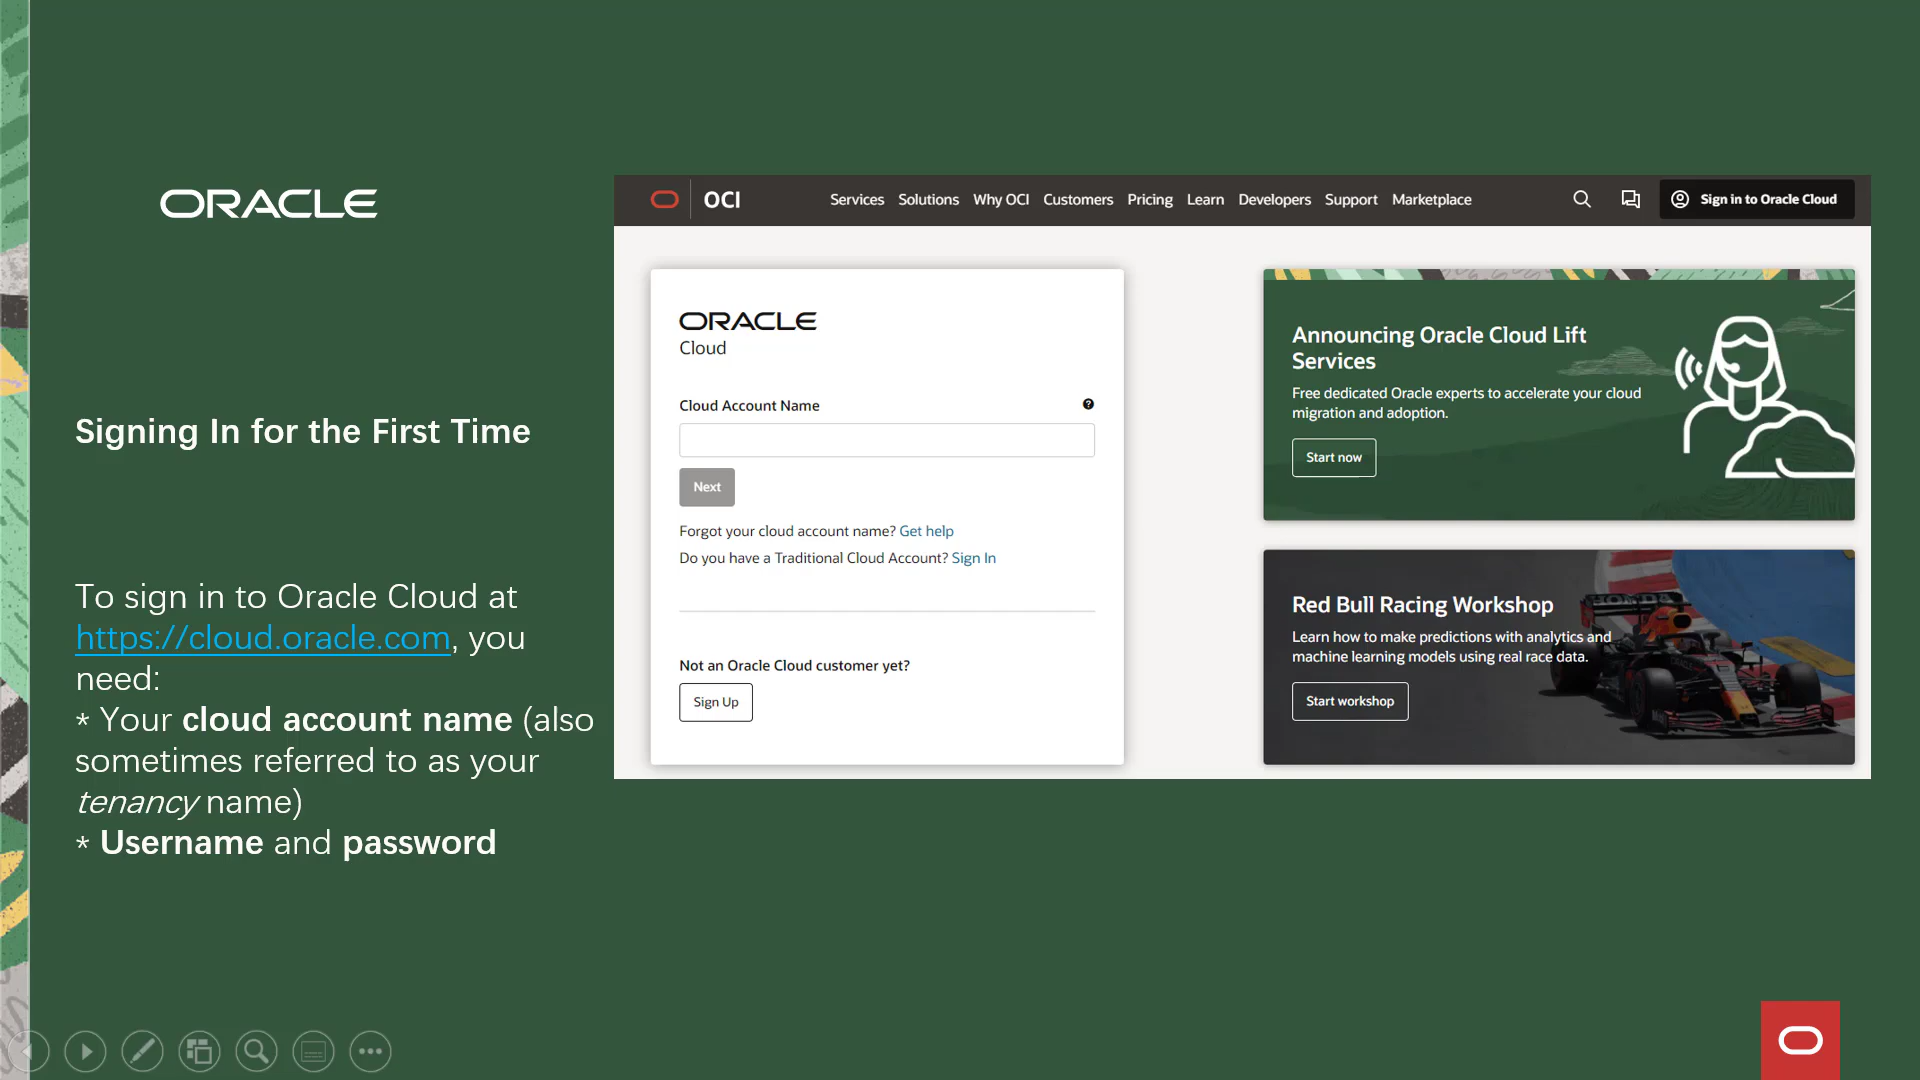 ORACLE
Signing In for the First Time
To sign in to Oracle Cloud at
https://cloud.oracle.com, you
need:
* Your cloud account name (also
sometimes referred to as your
tenancy name)
* Username and password
OCI
Services Solutions Why OCI Customers Pricing Learn Developers Support Marketplace
Sign in to Oracle Cloud
ORACLE
Cloud
Cloud Account Name
?
Next
Forgot your cloud account name? Get help
Do you have a Traditional Cloud Account? Sign In
Not an Oracle Cloud customer yet?
Sign Up
Announcing Oracle Cloud Lift
Services
Free dedicated Oracle experts to accelerate your cloud
migration and adoption.
Start now
Red Bull Racing Workshop
Learn how to make predictions with analytics and
machine learning models using real race data.
Start workshop